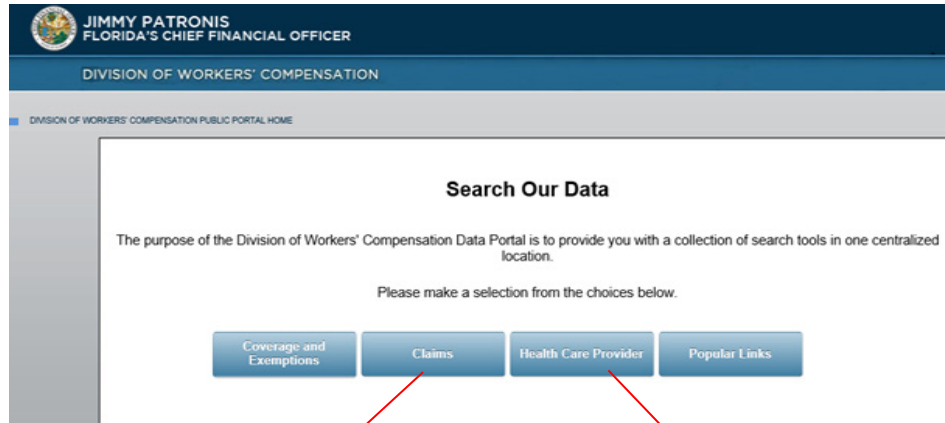 JIMMY PATRONIS
FLORIDA'S CHIEF FINANCIAL OFFICER
DIVISION OF WORKERS' COMPENSATION
DIVISION OF WORKERS' COMPENSATION PUBLIC PORTAL HOME
Search Our Data
The purpose of the Division of Workers' Compensation Data Portal is to provide you with a collection of search tools in one centralized
location.
Please make a selection from the choices below.
Coverage and
Exemptions
Claims
Health Care Provider
Popular Links